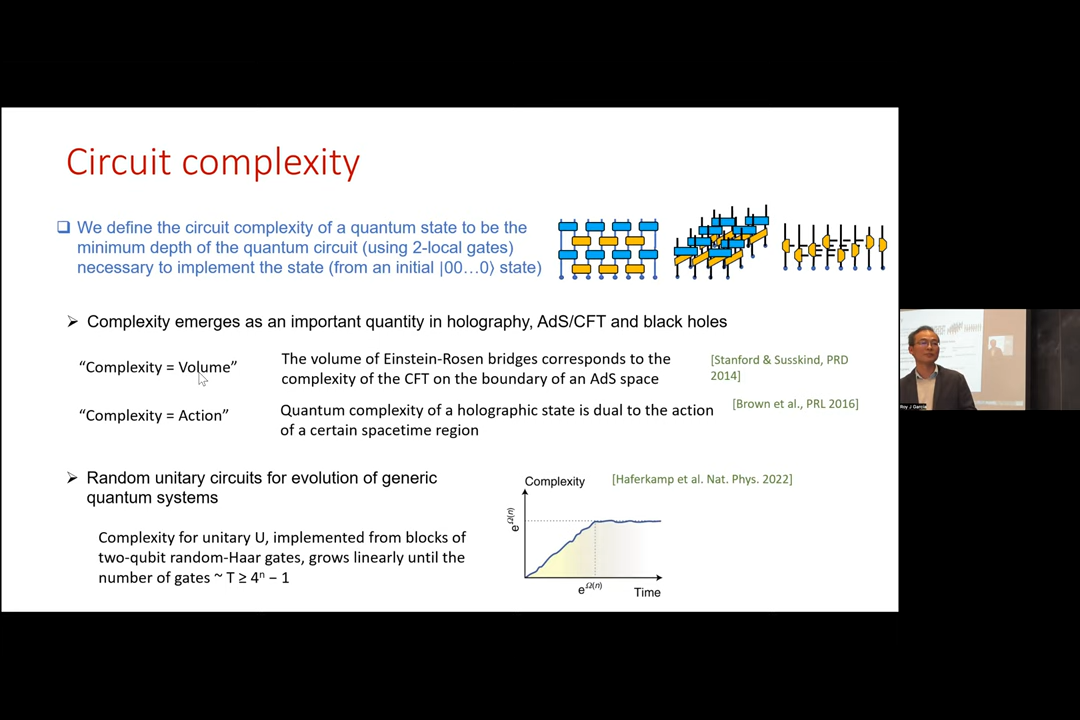 Circuit complexity
❑ We define the circuit complexity of a quantum state to be the
minimum depth of the quantum circuit (using 2-local gates)
necessary to implement the state (from an initial |00…0⟩ state)
➢ Complexity emerges as an important quantity in holography, AdS/CFT and black holes
“Complexity = Volume”
The volume of Einstein-Rosen bridges corresponds to the
complexity of the CFT on the boundary of an AdS space
[Stanford & Susskind, PRD
2014]
“Complexity = Action”
Quantum complexity of a holographic state is dual to the action
of a certain spacetime region
[Brown et al., PRL 2016]
➢ Random unitary circuits for evolution of generic
quantum systems
Complexity for unitary U, implemented from blocks of
two-qubit random-Haar gates, grows linearly until the
number of gates ~ T ≥ 4ⁿ − 1
Complexity
[Haferkamp et al. Nat. Phys. 2022]
e^Ω(n)
e^Ω(n)
Time
Roy J Garcia